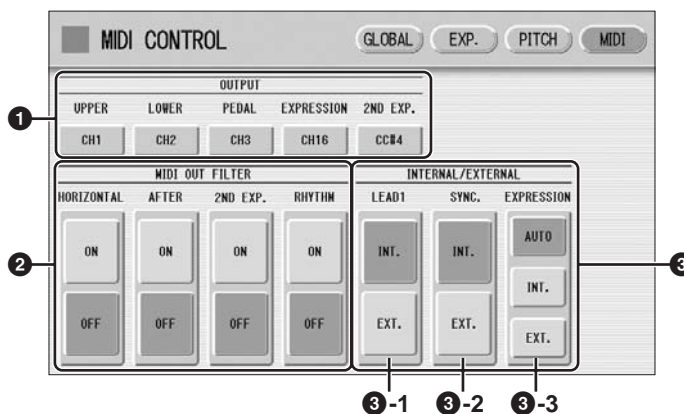 MIDI CONTROL GLOBAL EXP. PITCH MIDI
OUTPUT
UPPER LOWER PEDAL EXPRESSION 2ND EXP.
1
CH1 CH2 CH3 CH16 CC#4
MIDI OUT FILTER INTERNAL/EXTERNAL
HORIZONTAL AFTER 2ND EXP. RHYTHM LEAD1 SYNC. EXPRESSION
ON ON ON ON INT. INT. AUTO
2 3
INT.
OFF OFF OFF OFF EXT. EXT. EXT.
3-1 3-2 3-3